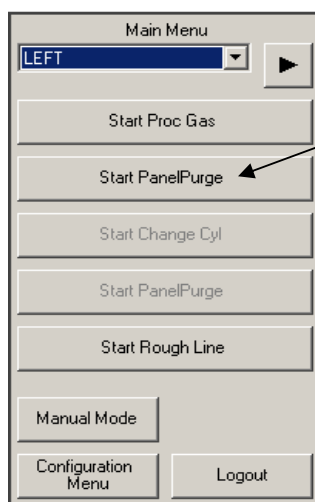 Main Menu
LEFT
Start Proc Gas
Start PanelPurge
Start Change Cyl
Start PanelPurge
Start Rough Line
Manual Mode
Configuration
Menu
Logout